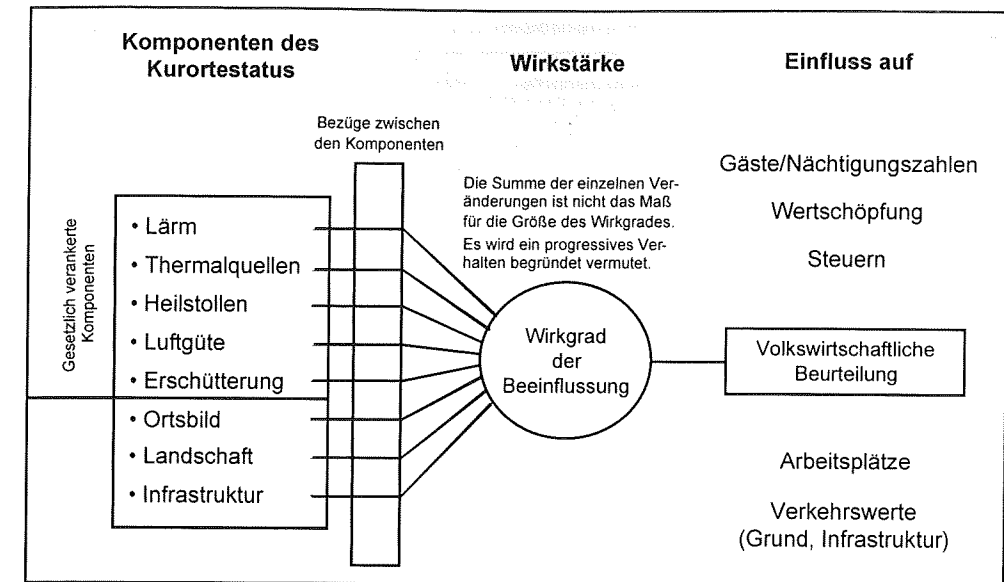 Komponenten des
Kurortestatus
Wirkstärke
Einfluss auf
Bezüge zwischen
den Komponenten
Gesetzlich verankerte
Komponenten
• Lärm
• Thermalquellen
• Heilstollen
• Luftgüte
• Erschütterung
• Ortsbild
• Landschaft
• Infrastruktur
Die Summe der einzelnen Ver-
änderungen ist nicht das Maß
für die Größe des Wirkgrades.
Es wird ein progressives Ver-
halten begründet vermutet.
Wirkgrad
der
Beeinflussung
Gäste/Nächtigungszahlen
Wertschöpfung
Steuern
Volkswirtschaftliche
Beurteilung
Arbeitsplätze
Verkehrswerte
(Grund, Infrastruktur)